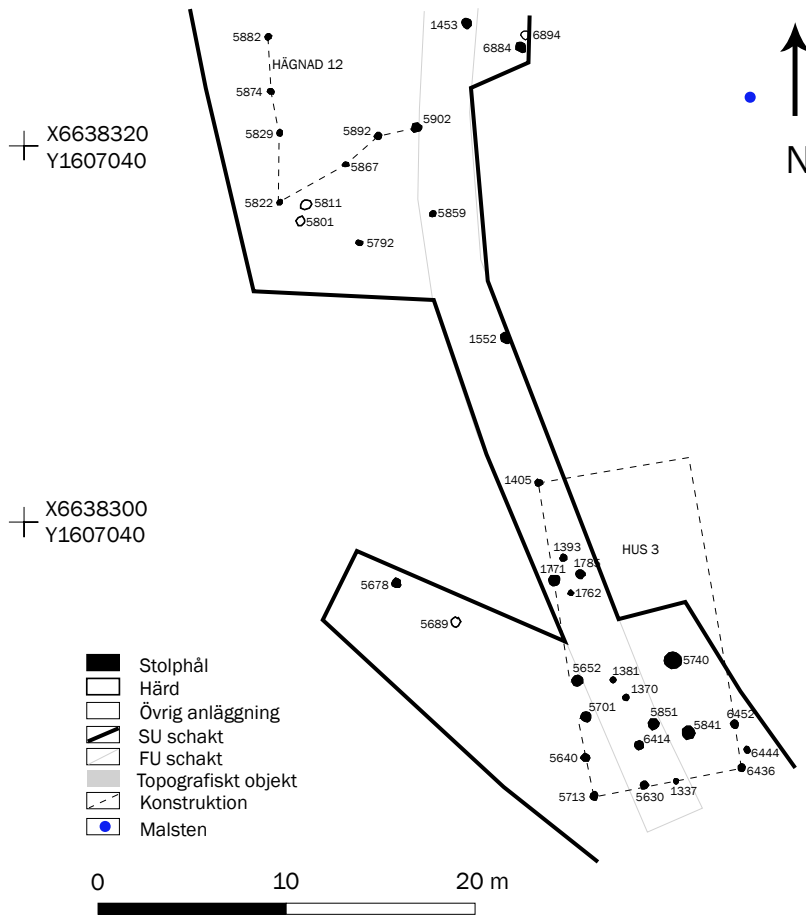 1453
6894
6884
5882
HÄGNAD 12
5874
X6638320
Y1607040
5829
5892
5902
5867
5822
5811
5801
5859
5792
1552
N
1405
X6638300
Y1607040
HUS 3
1393
1771
1785
1762
5678
5689
5652
1381
5740
1370
5701
5851
5841
6452
6414
6444
5640
6436
5713
5630
1337
Stolphål
Härd
Övrig anläggning
SU schakt
FU schakt
Topografiskt objekt
Konstruktion
Malsten
0 10 20 m